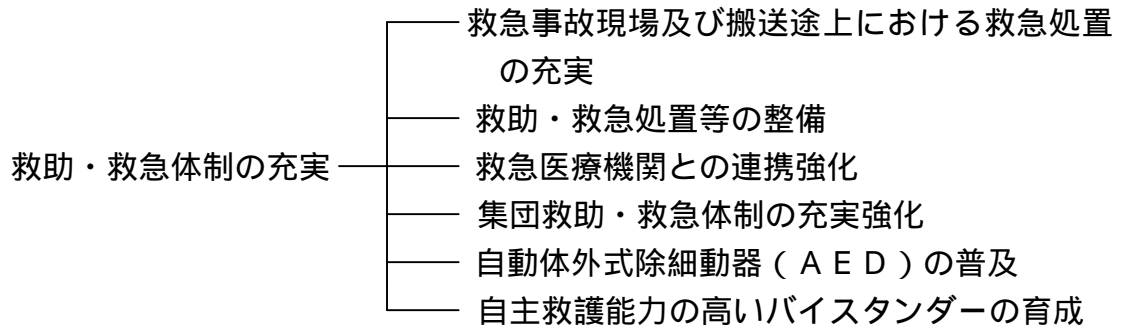 救急事故現場及び搬送途上における救急処置
の充実
救助・救急処置等の整備
救助・救急体制の充実
救急医療機関との連携強化
集団救助・救急体制の充実強化
自動体外式除細動器（ＡＥＤ）の普及
自主救護能力の高いバイスタンダーの育成